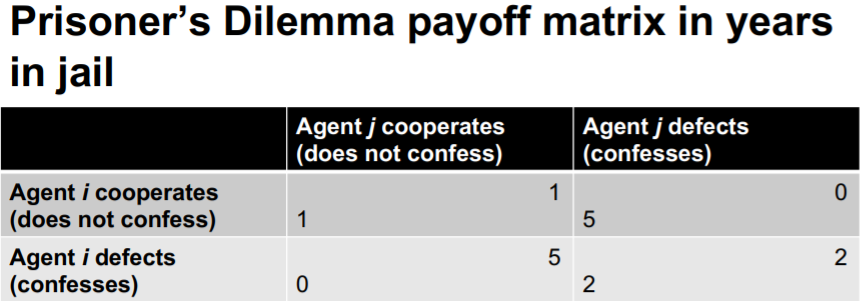 Prisoner’s Dilemma payoff matrix in years
in jail
Agent j cooperates
(does not confess)
Agent j defects
(confesses)
Agent i cooperates
(does not confess)
1
1
0
5
Agent i defects
(confesses)
5
0
2
2